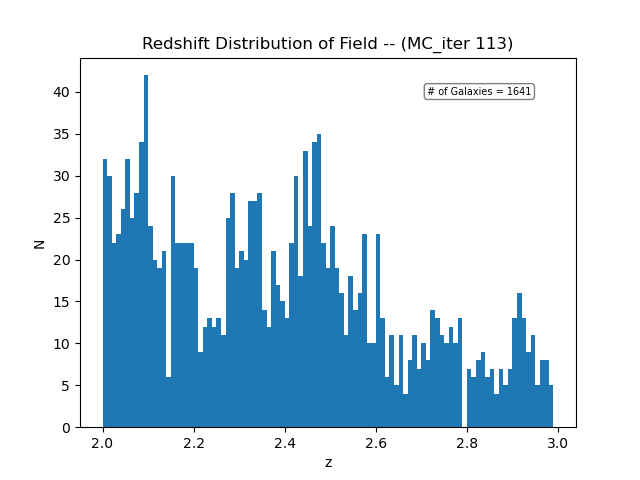 Redshift Distribution of Field -- (MC_iter 113)
# of Galaxies = 1641
40
35
30
25
20
15
10
5
0
N
2.0 2.2 2.4 2.6 2.8 3.0
z